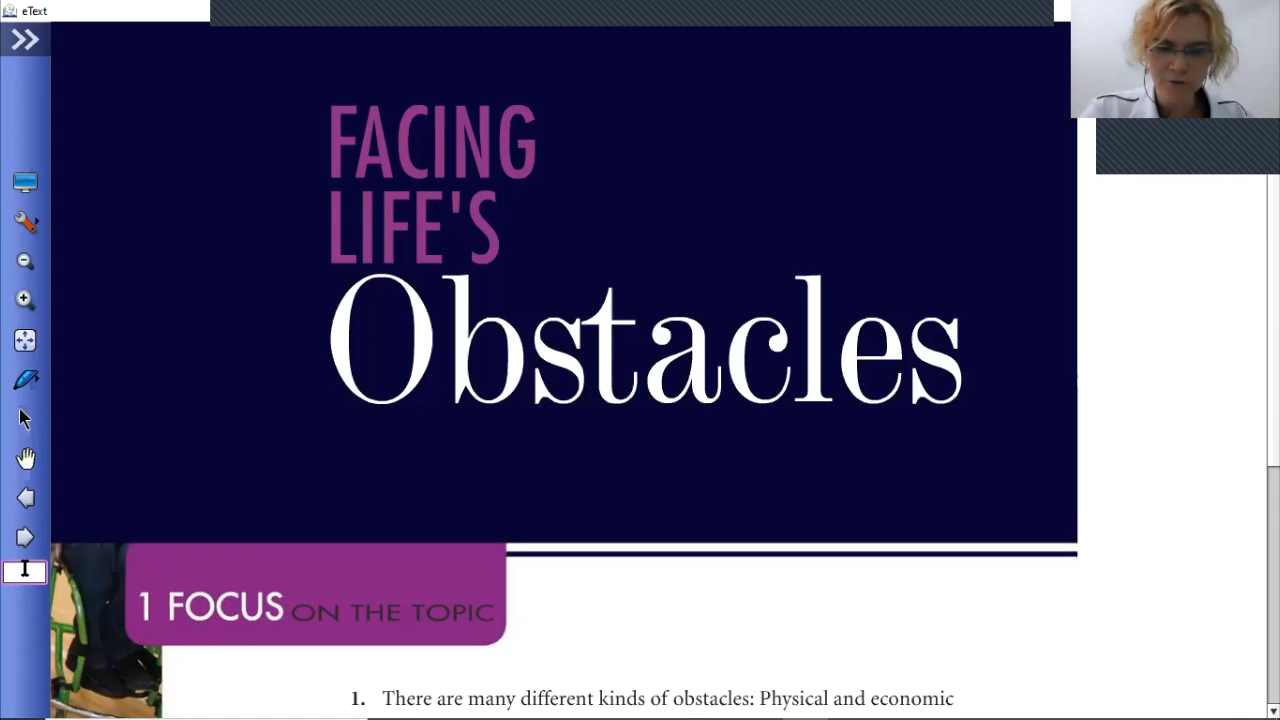 eText
FACING
LIFE'S
Obstacles
1 FOCUS ON THE TOPIC
1. There are many different kinds of obstacles: Physical and economic